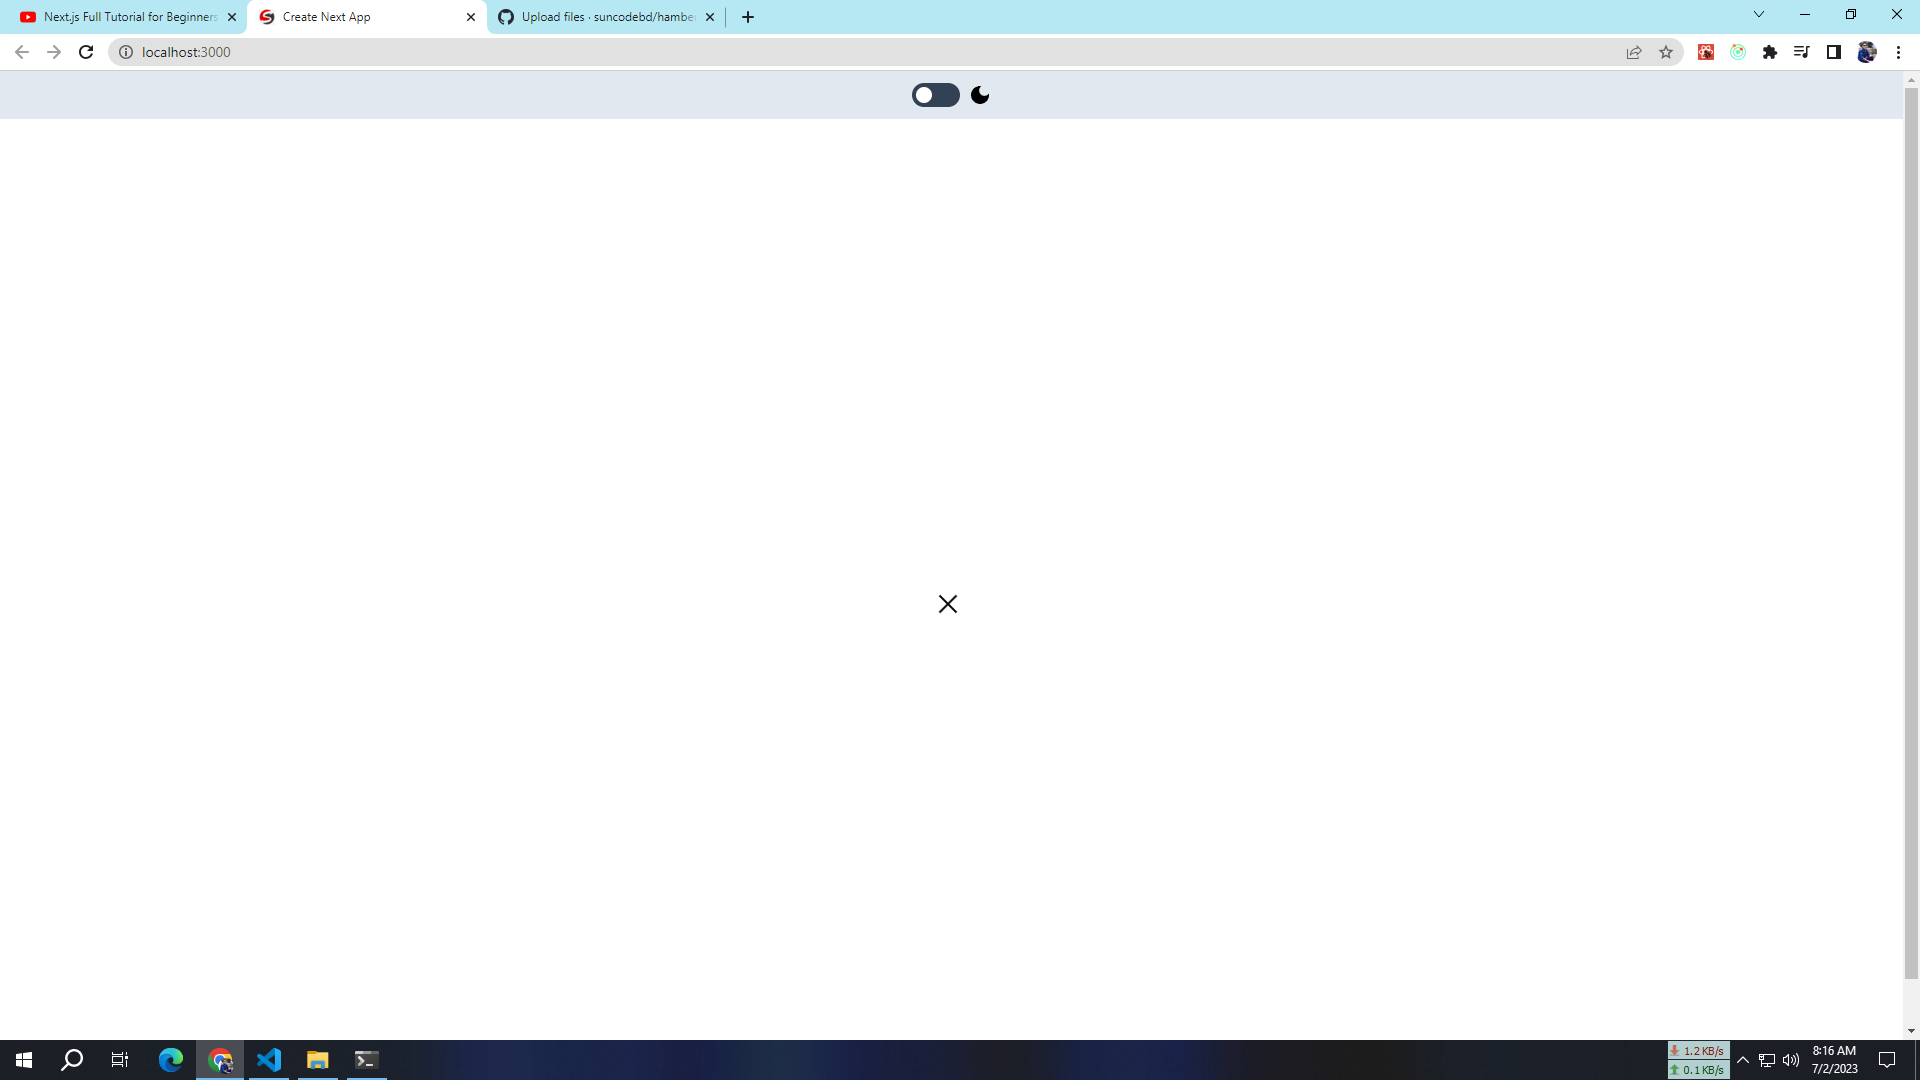 Next.js Full Tutorial for Beginners
Create Next App
Upload files · suncodebd/hambe
localhost:3000
1.2 KB/s
0.1 KB/s
8:16 AM
7/2/2023